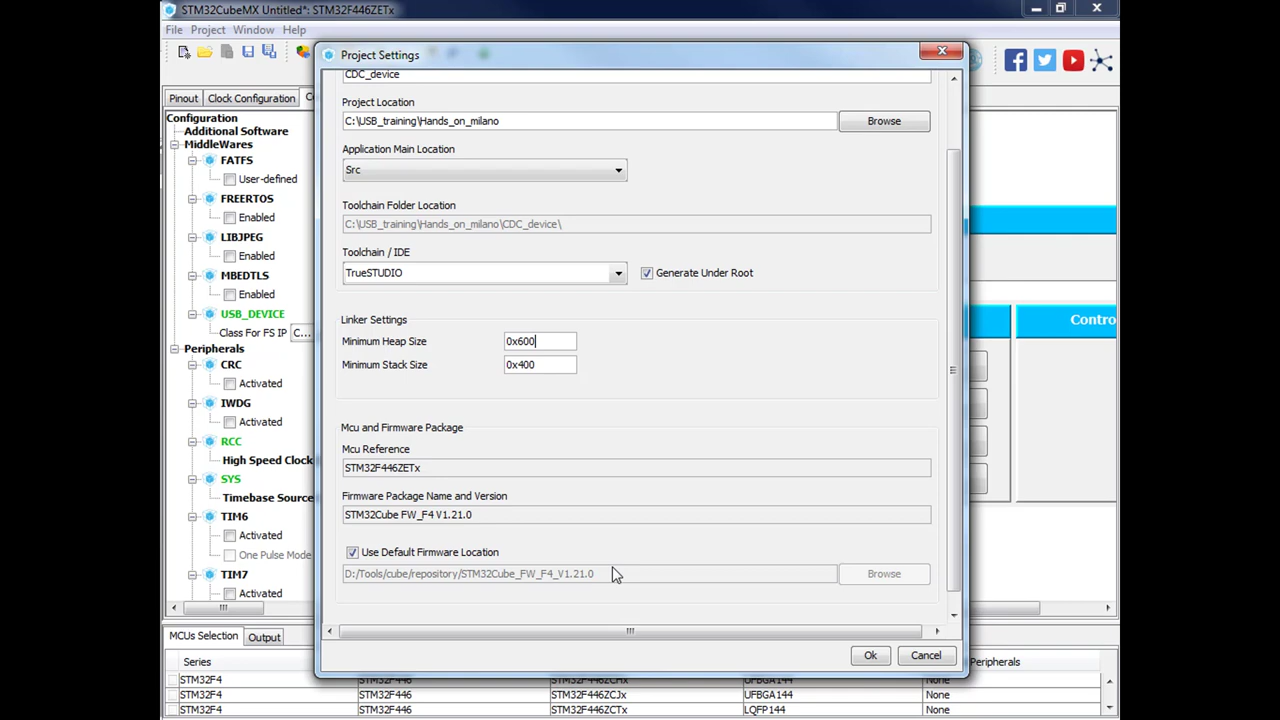 STM32CubeMX Untitled*: STM32F446ZETx
File Project Window Help
Project Settings
Pinout Clock Configuration
CDC_device
Project Location
C:\USB_training\Hands_on_milano
Browse
Application Main Location
Src
Toolchain Folder Location
C:\USB_training\Hands_on_milano\CDC_device\
Toolchain / IDE
TrueSTUDIO
Generate Under Root
Linker Settings
Minimum Heap Size 0x600
Minimum Stack Size 0x400
Mcu and Firmware Package
Mcu Reference
STM32F446ZETx
Firmware Package Name and Version
STM32Cube FW_F4 V1.21.0
Use Default Firmware Location
D:/Tools/cube/repository/STM32Cube_FW_F4_V1.21.0
Browse
Ok Cancel
Configuration
Additional Software
MiddleWares
FATFS
User-defined
FREERTOS
Enabled
LIBJPEG
Enabled
MBEDTLS
Enabled
USB_DEVICE
Class For FS IP C...
Peripherals
CRC
Activated
IWDG
Activated
RCC
High Speed Clock
SYS
Timebase Source
TIM6
Activated
One Pulse Mode
TIM7
Activated
Contro
MCUs Selection Output
Series Peripherals
STM32F4 STM32F446 STM32F446ZCHx UFBGA144 None
STM32F4 STM32F446 STM32F446ZCJx UFBGA144 None
STM32F4 STM32F446 STM32F446ZCTx LQFP144 None